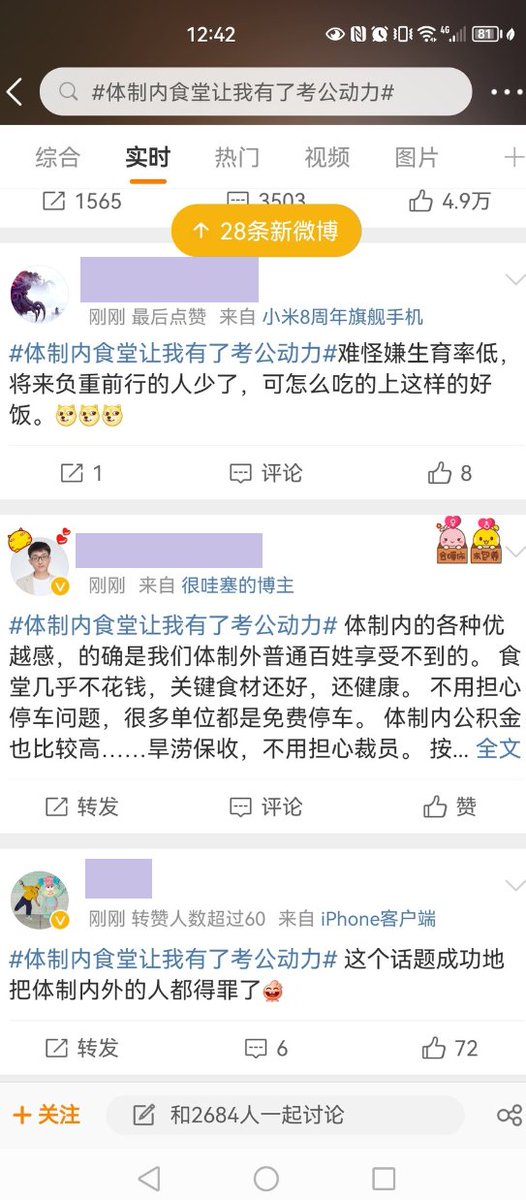 12:42
4G
81
#体制内食堂让我有了考公动力#
综合 实时 热门 视频 图片
1565 3503 4.9万
28条新微博
刚刚 最后点赞 来自 小米8周年旗舰手机
#体制内食堂让我有了考公动力#难怪嫌生育率低，
将来负重前行的人少了，可怎么吃的上这样的好
饭。
1 评论 8
刚刚 来自 很哇塞的博主
#体制内食堂让我有了考公动力# 体制内的各种优
越感，的确是我们体制外普通百姓享受不到的。 食
堂几乎不花钱，关键食材还好，还健康。 不用担心
停车问题，很多单位都是免费停车。 体制内公积金
也比较高……旱涝保收，不用担心裁员。 按... 全文
转发 评论 赞
刚刚 转赞人数超过60 来自 iPhone客户端
#体制内食堂让我有了考公动力# 这个话题成功地
把体制内外的人都得罪了
转发 6 72
+ 关注 和2684人一起讨论